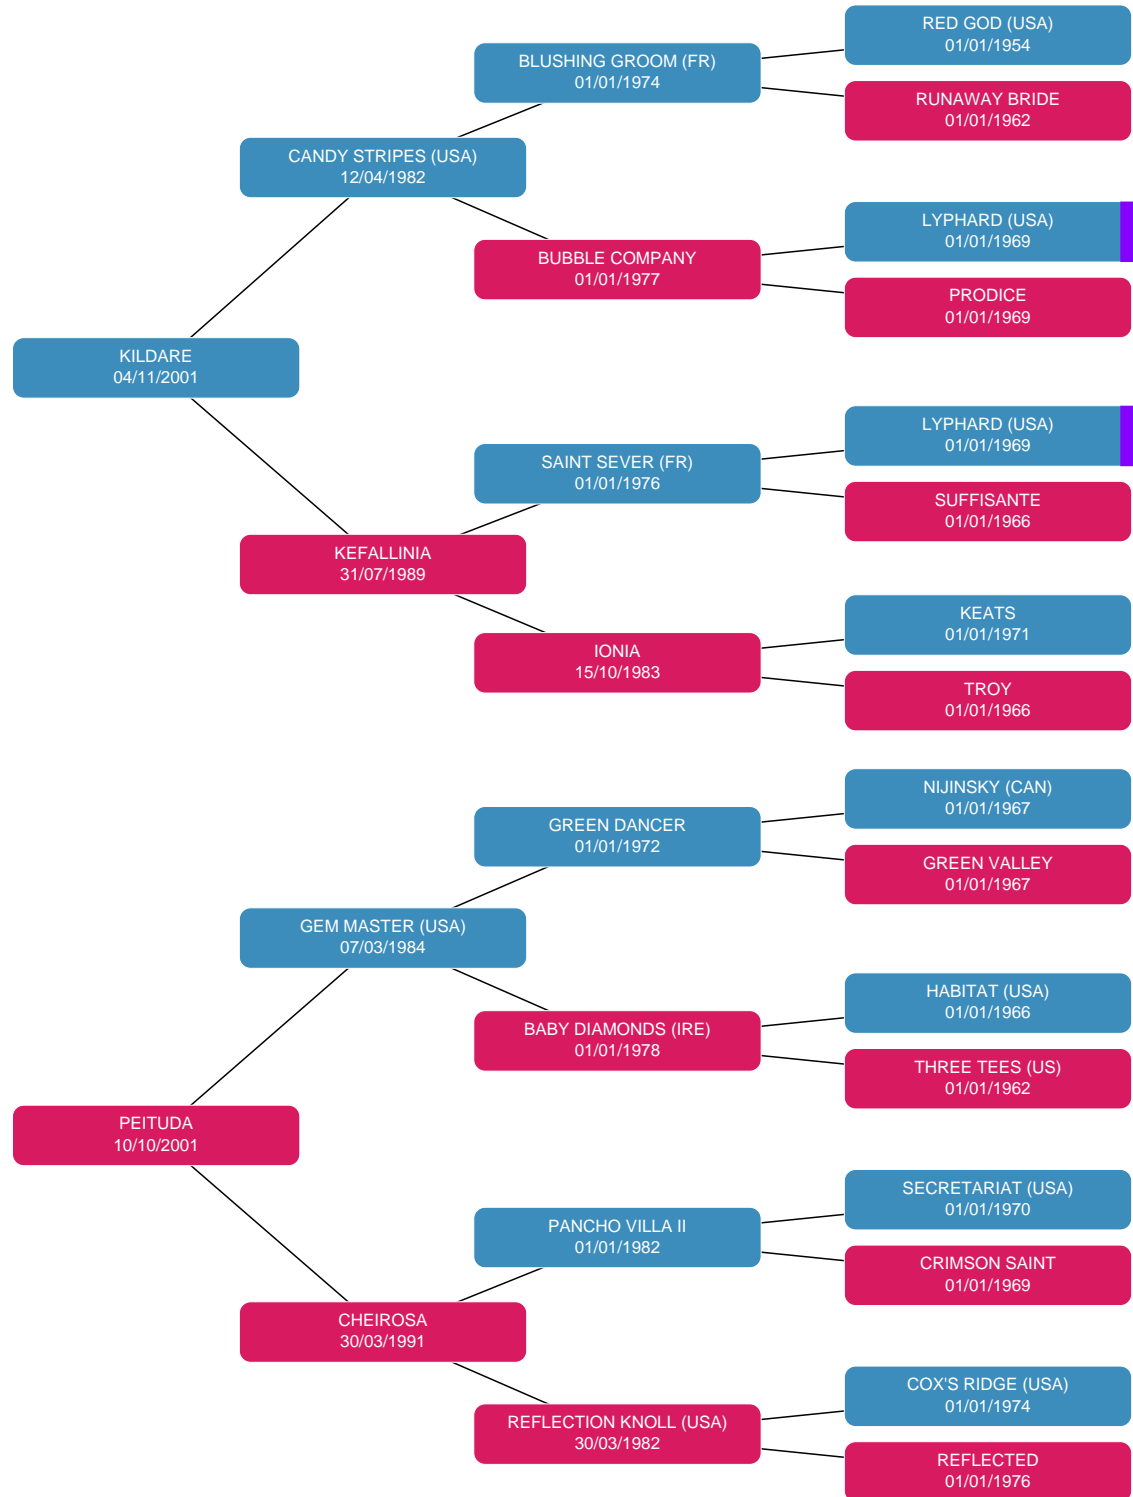 RED GOD (USA)
01/01/1954
BLUSHING GROOM (FR)
01/01/1974
RUNAWAY BRIDE
01/01/1962
CANDY STRIPES (USA)
12/04/1982
LYPHARD (USA)
01/01/1969
BUBBLE COMPANY
01/01/1977
PRODICE
01/01/1969
KILDARE
04/11/2001
LYPHARD (USA)
01/01/1969
SAINT SEVER (FR)
01/01/1976
SUFFISANTE
01/01/1966
KEFALLINIA
31/07/1989
KEATS
01/01/1971
IONIA
15/10/1983
TROY
01/01/1966
NIJINSKY (CAN)
01/01/1967
GREEN DANCER
01/01/1972
GREEN VALLEY
01/01/1967
GEM MASTER (USA)
07/03/1984
HABITAT (USA)
01/01/1966
BABY DIAMONDS (IRE)
01/01/1978
THREE TEES (US)
01/01/1962
PEITUDA
10/10/2001
SECRETARIAT (USA)
01/01/1970
PANCHO VILLA II
01/01/1982
CRIMSON SAINT
01/01/1969
CHEIROSA
30/03/1991
COX'S RIDGE (USA)
01/01/1974
REFLECTION KNOLL (USA)
30/03/1982
REFLECTED
01/01/1976